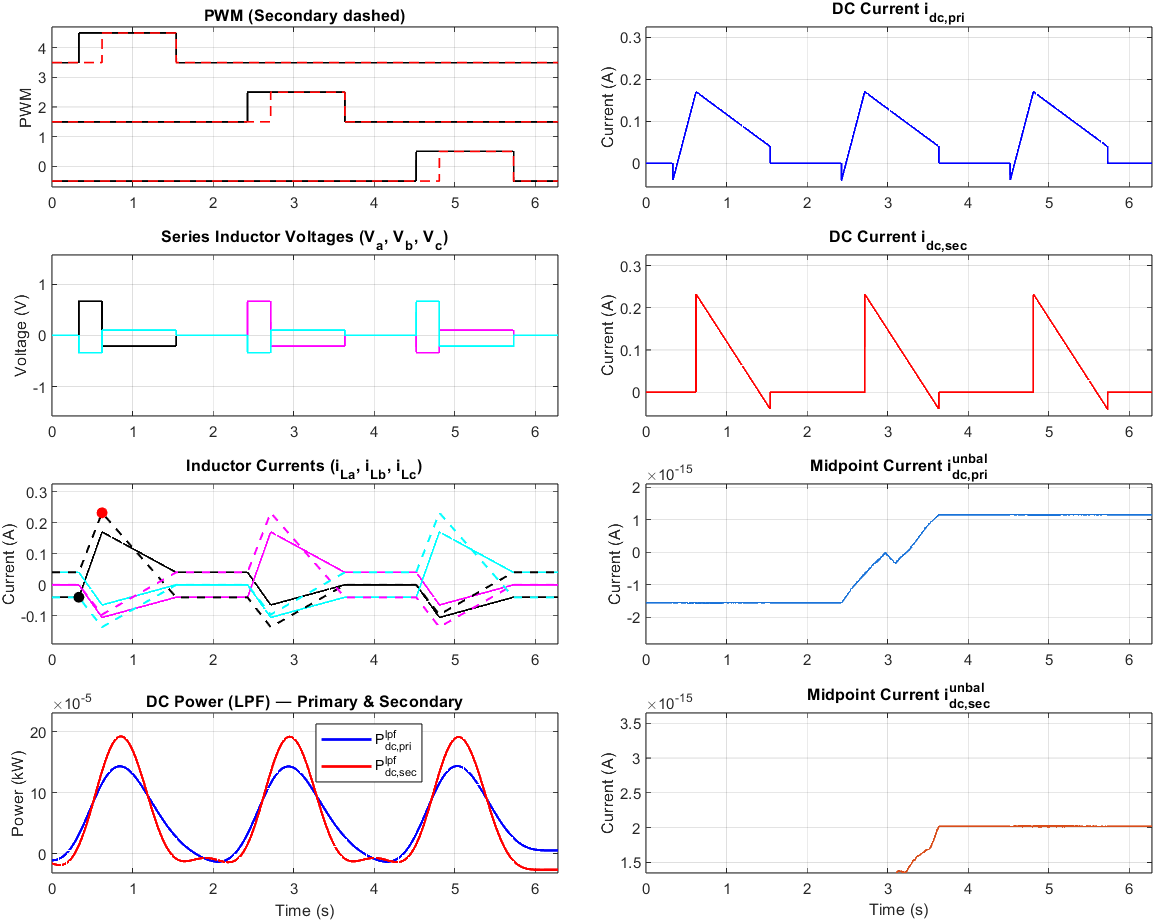 PWM (Secondary dashed)
PWM
4
3
2
1
0
0 1 2 3 4 5 6
DC Current i_dc,pri
Current (A)
0.3
0.2
0.1
0
0 1 2 3 4 5 6
Series Inductor Voltages (V_a, V_b, V_c)
Voltage (V)
1
0
-1
0 1 2 3 4 5 6
DC Current i_dc,sec
Current (A)
0.3
0.2
0.1
0
0 1 2 3 4 5 6
Inductor Currents (i_La, i_Lb, i_Lc)
Current (A)
0.3
0.2
0.1
0
-0.1
0 1 2 3 4 5 6
Midpoint Current i_dc,pri^unbal
×10^-15
Current (A)
2
1
0
-1
-2
0 1 2 3 4 5 6
DC Power (LPF) — Primary & Secondary
×10^-5
Power (kW)
20
10
0
P_dc,pri^lpf
P_dc,sec^lpf
0 1 2 3 4 5 6
Time (s)
Midpoint Current i_dc,sec^unbal
×10^-15
Current (A)
3.5
3
2.5
2
1.5
0 1 2 3 4 5 6
Time (s)